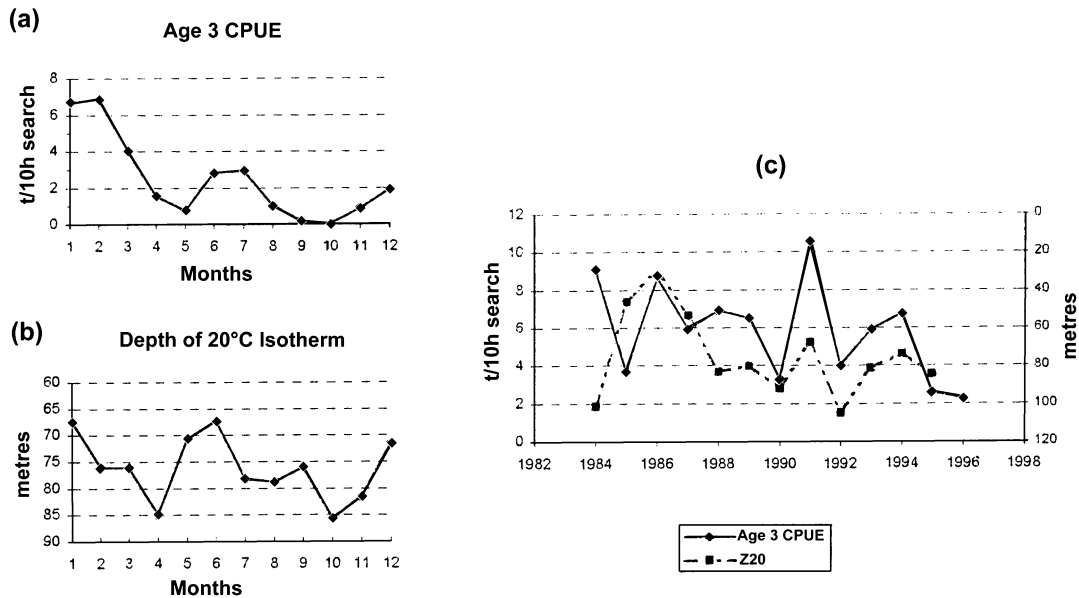 (a)
Age 3 CPUE
t/10h search
8
6
4
2
0
1 2 3 4 5 6 7 8 9 10 11 12
Months
(b)
Depth of 20°C Isotherm
metres
60
65
70
75
80
85
90
1 2 3 4 5 6 7 8 9 10 11 12
Months
(c)
t/10h search
12
10
8
6
4
2
0
0
20
40
60
80
100
120
metres
1982 1984 1986 1988 1990 1992 1994 1996 1998
Age 3 CPUE
Z20